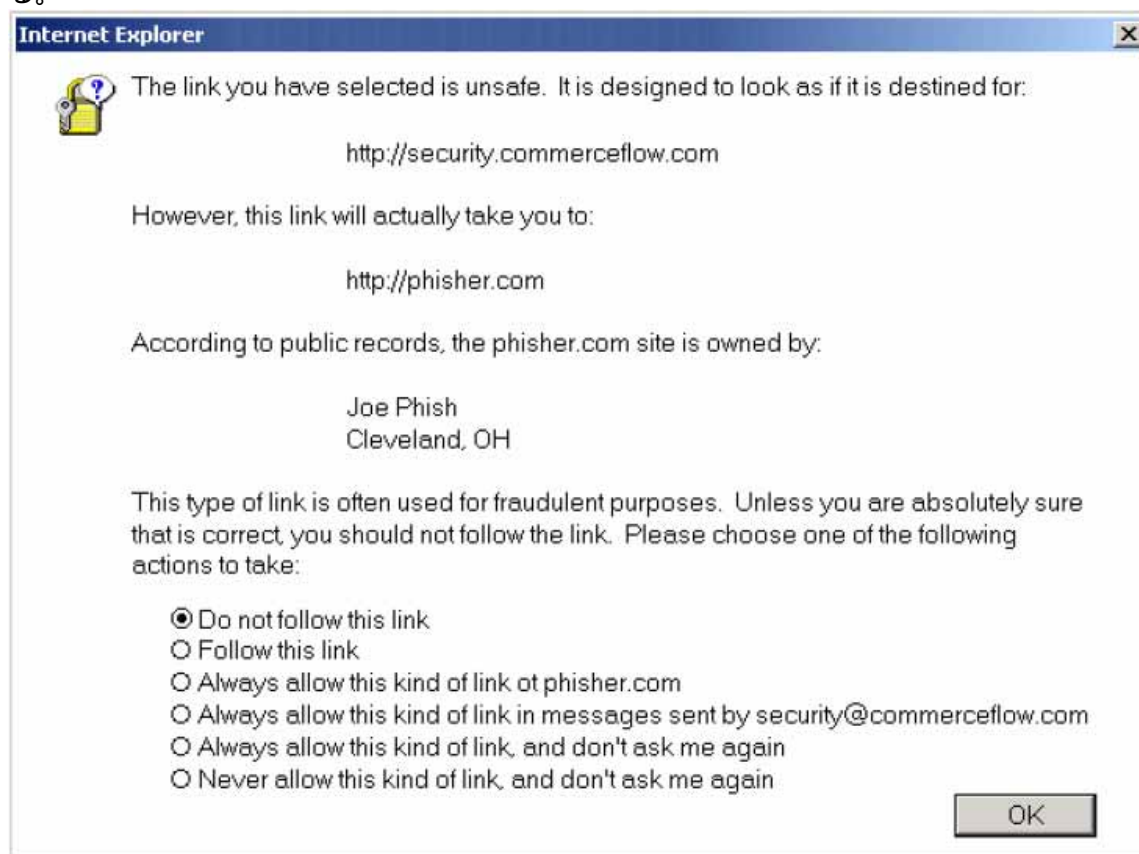 Internet Explorer
The link you have selected is unsafe. It is designed to look as if it is destined for:
http://security.commerceflow.com
However, this link will actually take you to:
http://phisher.com
According to public records, the phisher.com site is owned by:
Joe Phish
Cleveland, OH
This type of link is often used for fraudulent purposes. Unless you are absolutely sure
that is correct, you should not follow the link. Please choose one of the following
actions to take:
Do not follow this link
Follow this link
Always allow this kind of link ot phisher.com
Always allow this kind of link in messages sent by security@commerceflow.com
Always allow this kind of link, and don't ask me again
Never allow this kind of link, and don't ask me again
OK